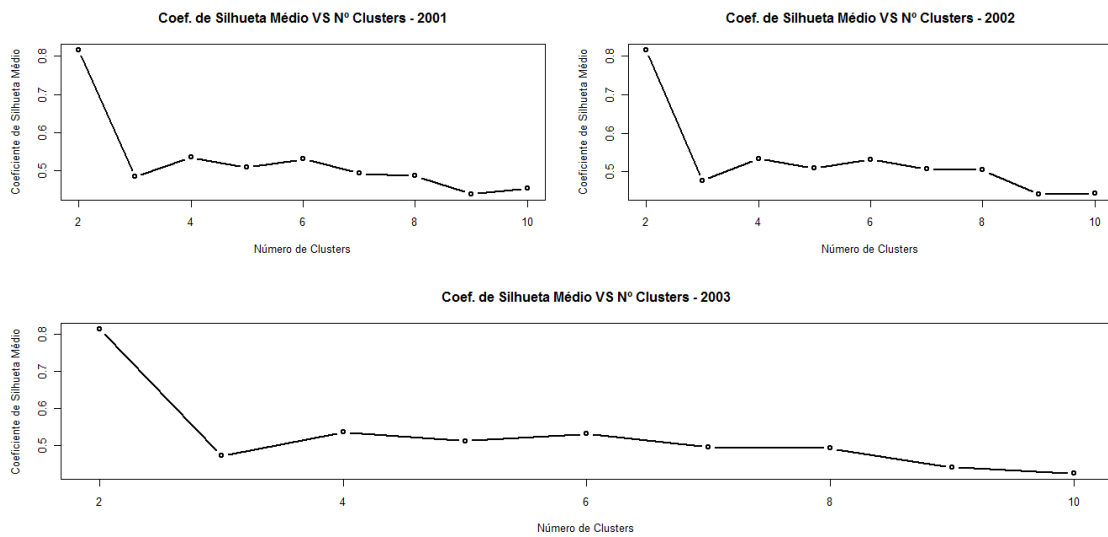 Coef. de Silhueta Médio VS Nº Clusters - 2001
Coeficiente de Silhueta Médio
0.8
0.7
0.6
0.5
2 4 6 8 10
Número de Clusters
Coef. de Silhueta Médio VS Nº Clusters - 2002
Coeficiente de Silhueta Médio
0.8
0.7
0.6
0.5
2 4 6 8 10
Número de Clusters
Coef. de Silhueta Médio VS Nº Clusters - 2003
Coeficiente de Silhueta Médio
0.8
0.7
0.6
0.5
2 4 6 8 10
Número de Clusters